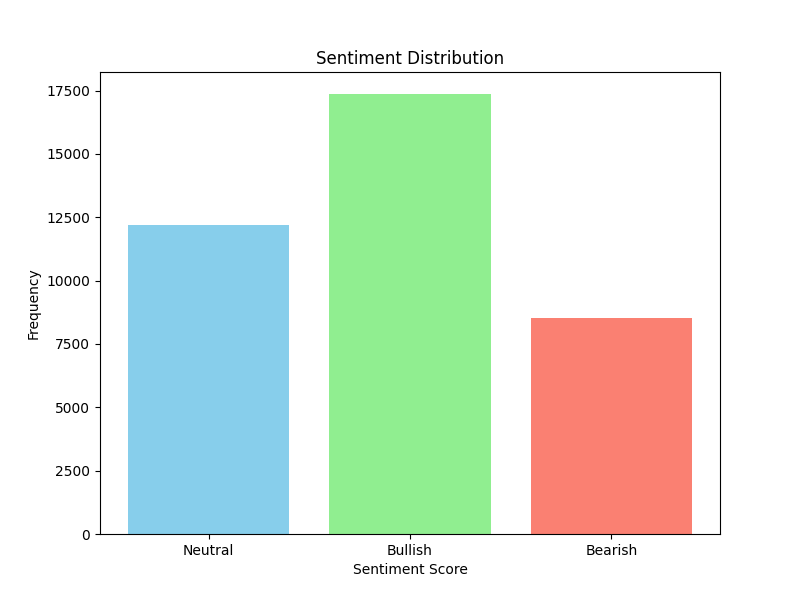 Sentiment Distribution
17500
15000
12500
10000
7500
5000
2500
0
Frequency
Neutral Bullish Bearish
Sentiment Score